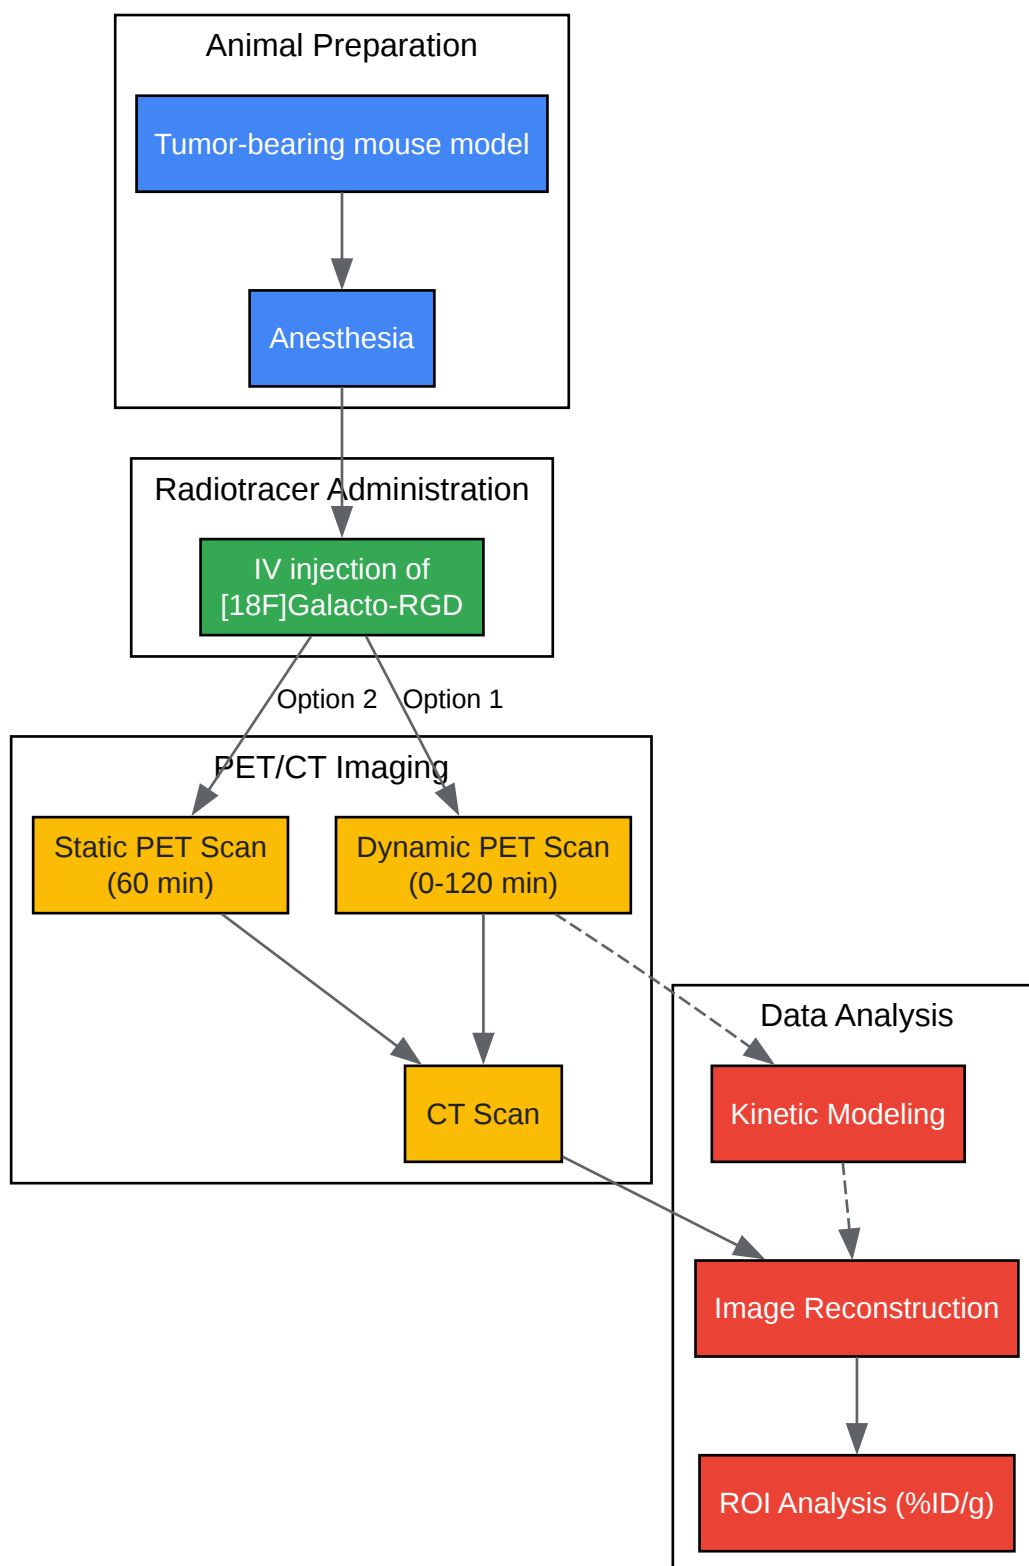 Animal Preparation
Tumor-bearing mouse model
Anesthesia
Radiotracer Administration
IV injection of
[18F]Galacto-RGD
Option 2
Option 1
PET/CT Imaging
Static PET Scan
(60 min)
Dynamic PET Scan
(0-120 min)
CT Scan
Data Analysis
Kinetic Modeling
Image Reconstruction
ROI Analysis (%ID/g)